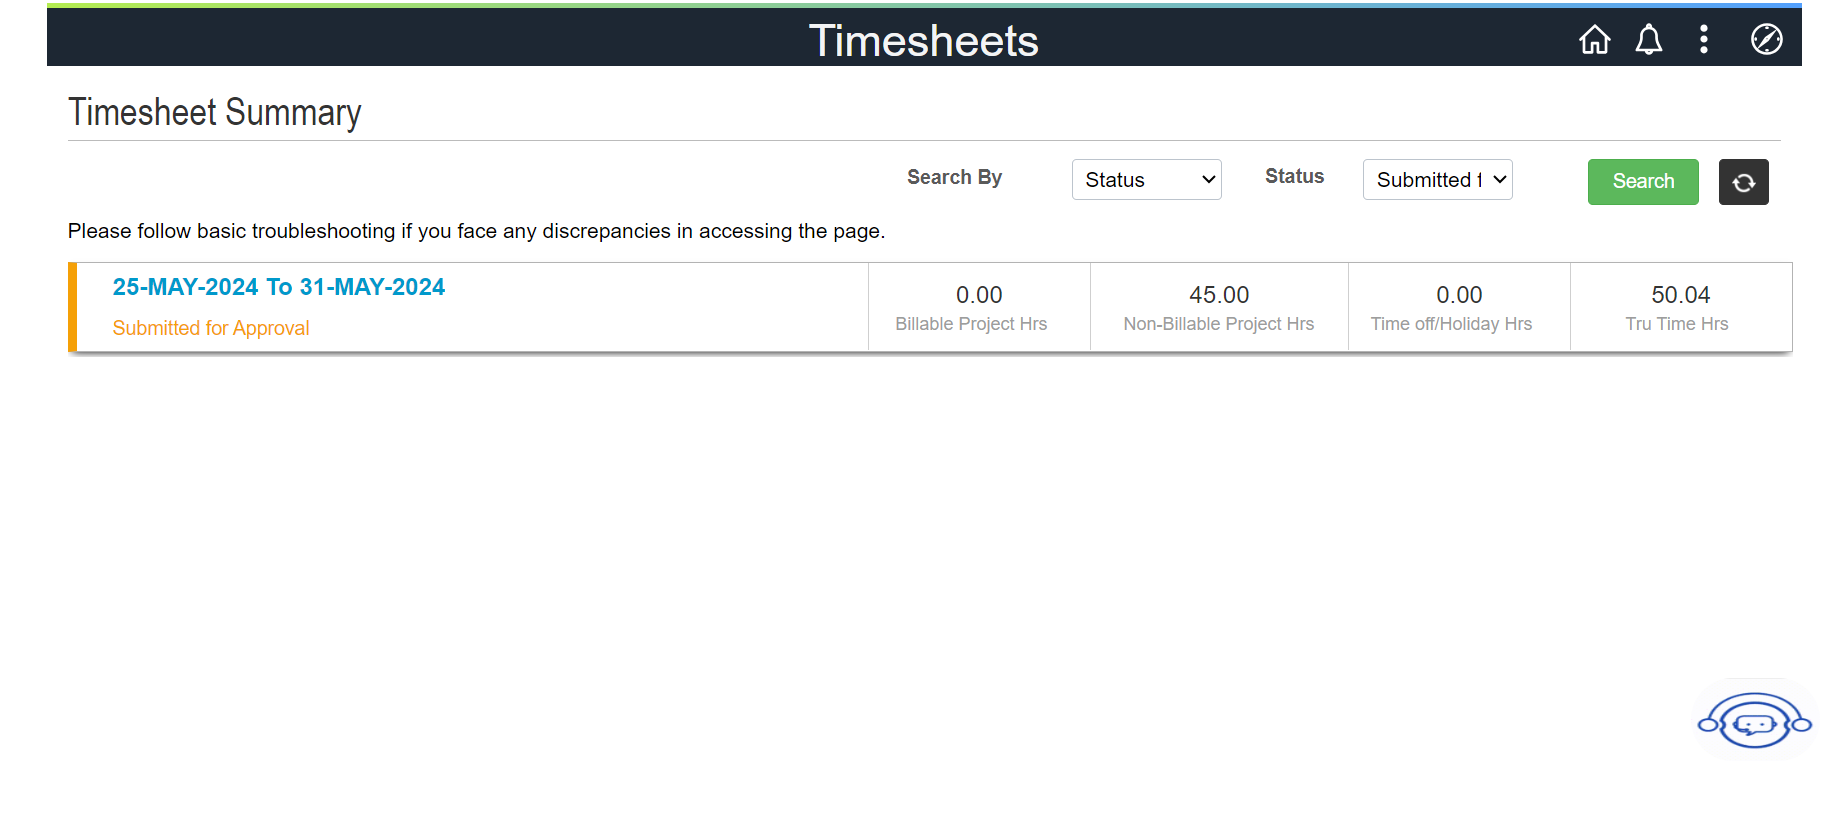 Timesheets
Timesheet Summary
Search By Status Status Submitted f Search
Please follow basic troubleshooting if you face any discrepancies in accessing the page.
25-MAY-2024 To 31-MAY-2024
Submitted for Approval
0.00
Billable Project Hrs
45.00
Non-Billable Project Hrs
0.00
Time off/Holiday Hrs
50.04
Tru Time Hrs